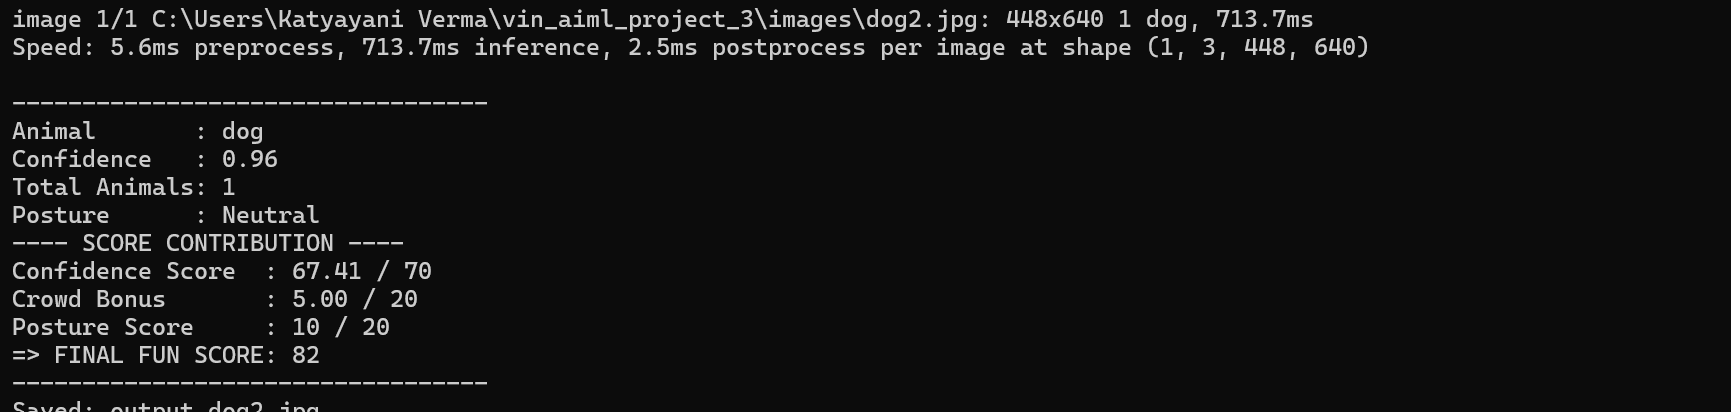 image 1/1 C:\Users\Katyayani Verma\vin_aiml_project_3\images\dog2.jpg: 448x640 1 dog, 713.7ms
Speed: 5.6ms preprocess, 713.7ms inference, 2.5ms postprocess per image at shape (1, 3, 448, 640)
----------------------------------
Animal       : dog
Confidence   : 0.96
Total Animals: 1
Posture      : Neutral
---- SCORE CONTRIBUTION ----
Confidence Score  : 67.41 / 70
Crowd Bonus       : 5.00 / 20
Posture Score     : 10 / 20
=> FINAL FUN SCORE: 82
----------------------------------
Saved: output_dog2.jpg